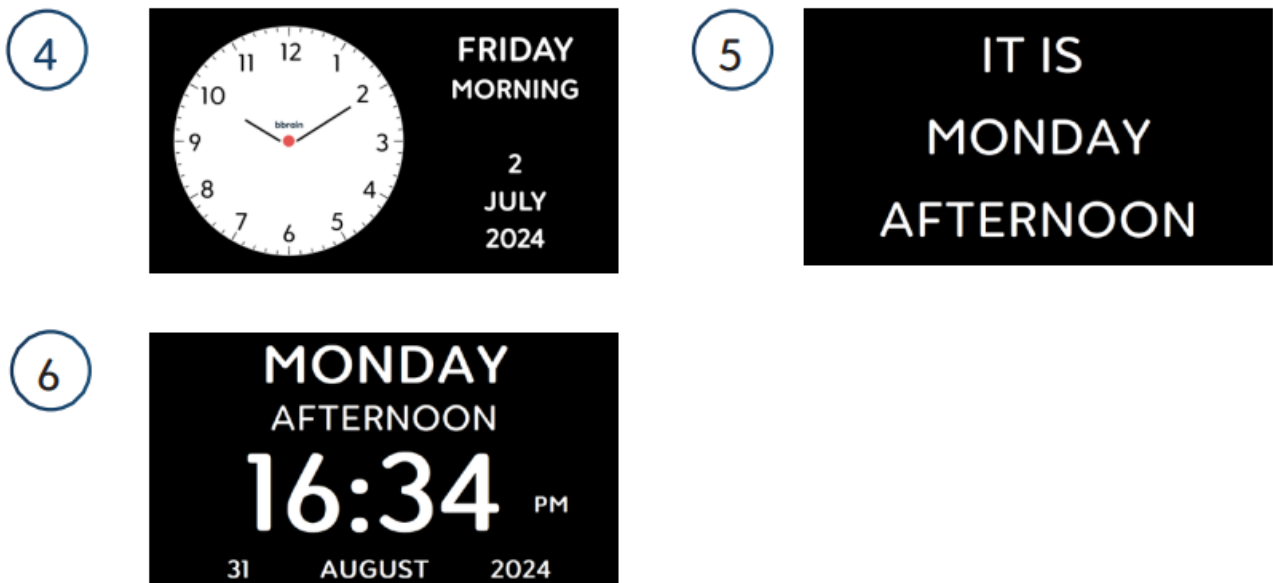 4
12
11
1
10
2
bbrain
9
3
8
4
7
5
6
FRIDAY
MORNING
2
JULY
2024
5
IT IS
MONDAY
AFTERNOON
6
MONDAY
AFTERNOON
16:34 PM
31 AUGUST 2024